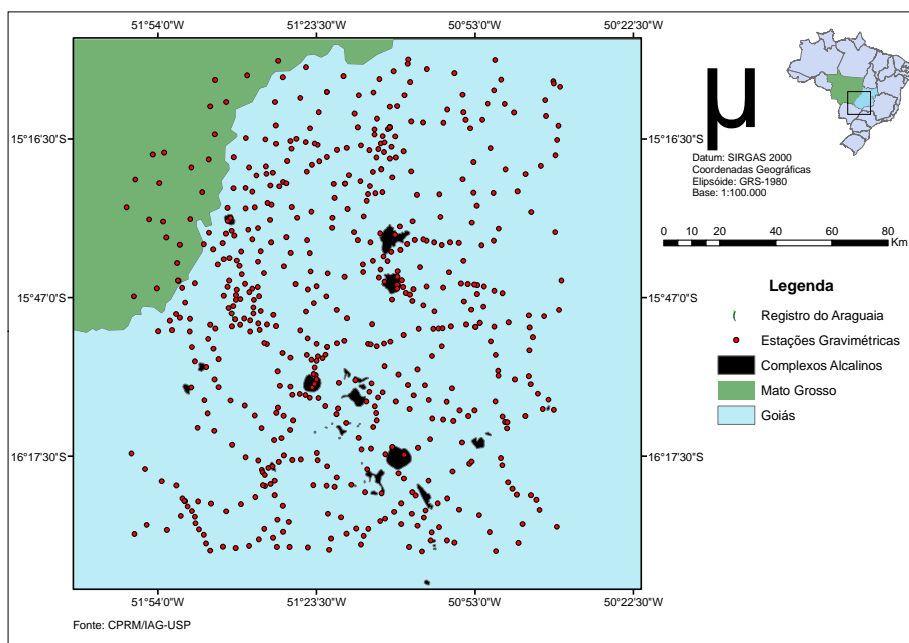 51°54'0"W 51°23'30"W 50°53'0"W 50°22'30"W
15°16'30"S 15°16'30"S
15°47'0"S 15°47'0"S
16°17'30"S 16°17'30"S
51°54'0"W 51°23'30"W 50°53'0"W 50°22'30"W
Fonte: CPRM/IAG-USP
µ
Datum: SIRGAS 2000
Coordenadas Geográficas
Elipsóide: GRS-1980
Base: 1:100.000
0 10 20 40 60 80
Km
Legenda
Registro do Araguaia
Estações Gravimétricas
Complexos Alcalinos
Mato Grosso
Goiás